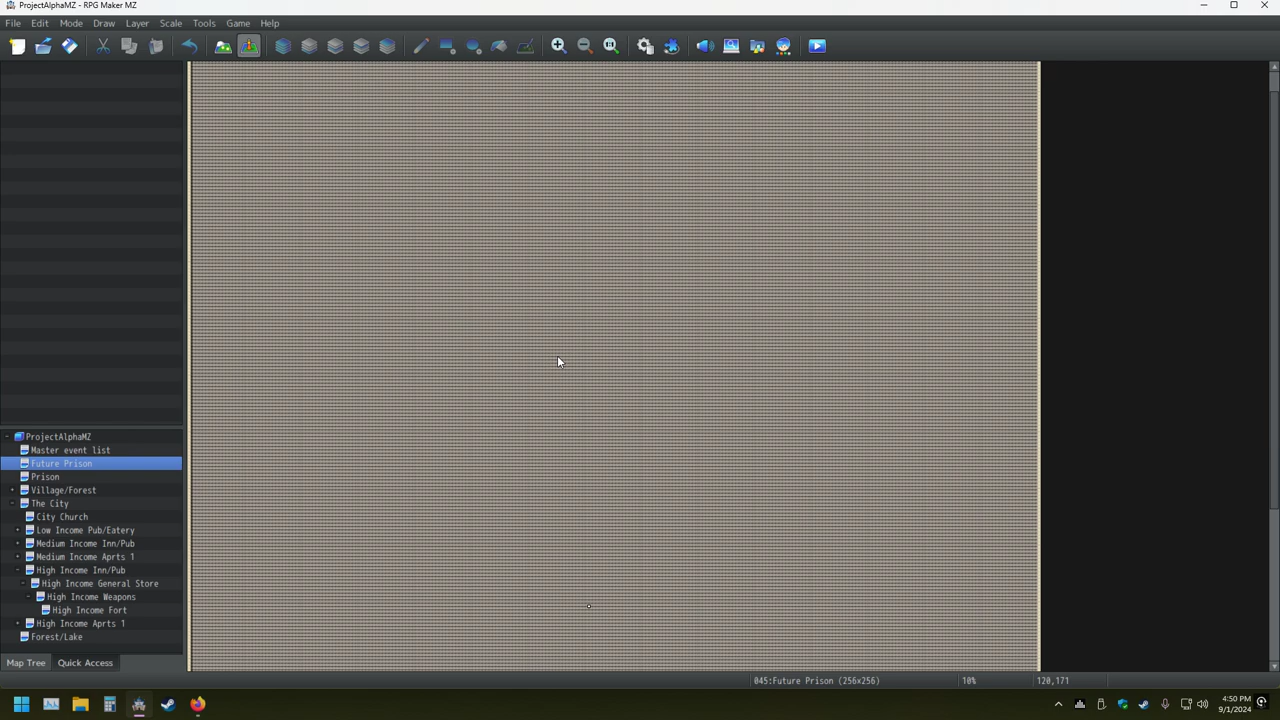 ProjectAlphaMZ - RPG Maker MZ
File Edit Mode Draw Layer Scale Tools Game Help
1:1
ProjectAlphaMZ
Master event list
Future Prison
Prison
Village/Forest
The City
City Church
Low Income Pub/Eatery
Medium Income Inn/Pub
Medium Income Aprts 1
High Income Inn/Pub
High Income General Store
High Income Weapons
High Income Fort
High Income Aprts 1
Forest/Lake
Map Tree Quick Access
045:Future Prison (256x256) 10% 120,171
4:50 PM
9/1/2024